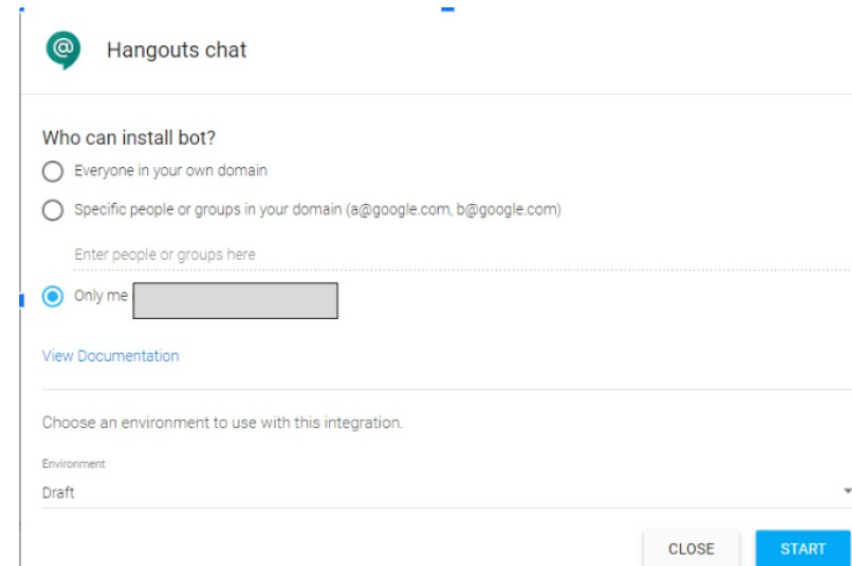 Hangouts chat
Who can install bot?
Everyone in your own domain
Specific people or groups in your domain (a@google.com, b@google.com)
Enter people or groups here
Only me
View Documentation
Choose an environment to use with this integration.
Environment
Draft
CLOSE START